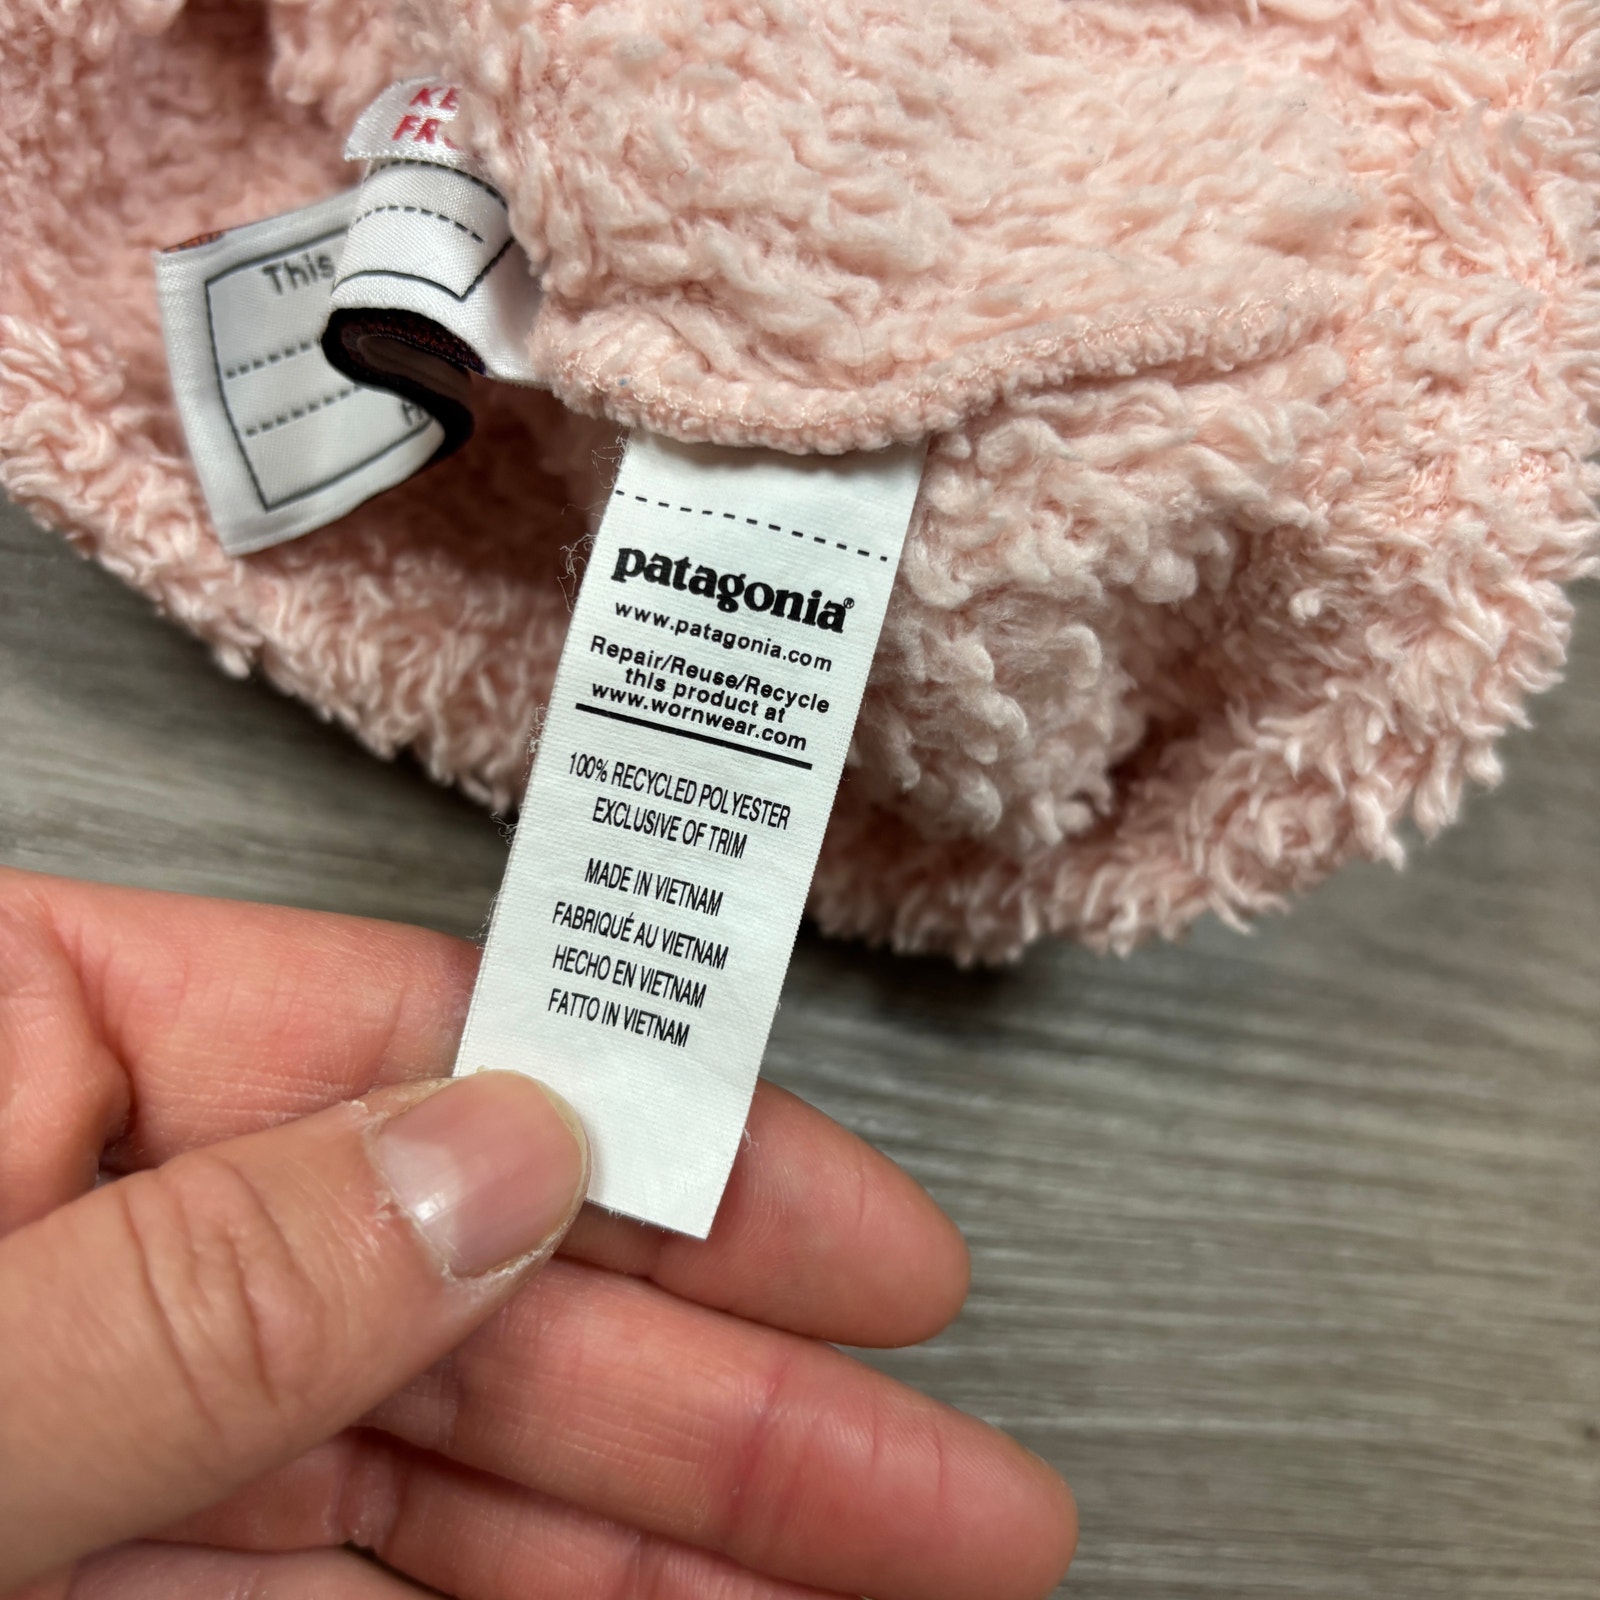 This
patagonia®
www.patagonia.com
Repair/Reuse/Recycle
this product at
www.wornwear.com
100% RECYCLED POLYESTER
EXCLUSIVE OF TRIM
MADE IN VIETNAM
FABRIQUÉ AU VIETNAM
HECHO EN VIETNAM
FATTO IN VIETNAM